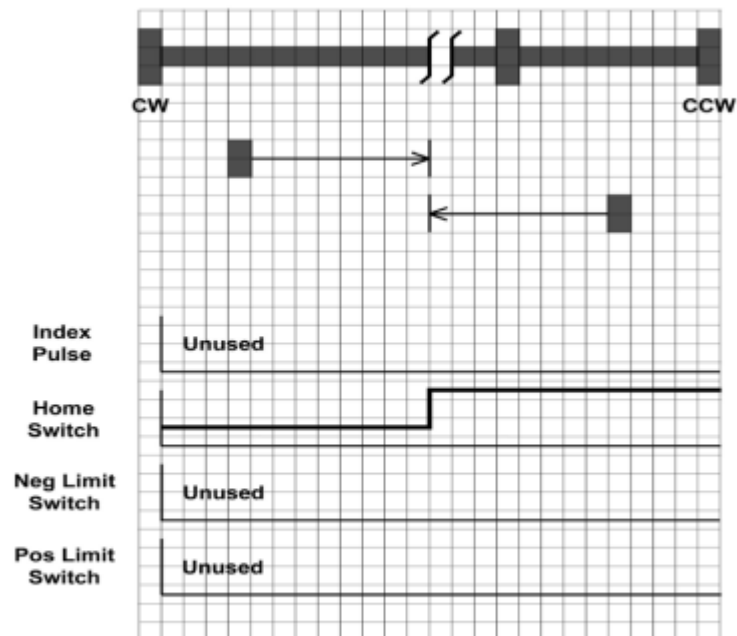 CW
CCW
Index
Pulse
Unused
Home
Switch
Neg Limit
Switch
Unused
Pos Limit
Switch
Unused